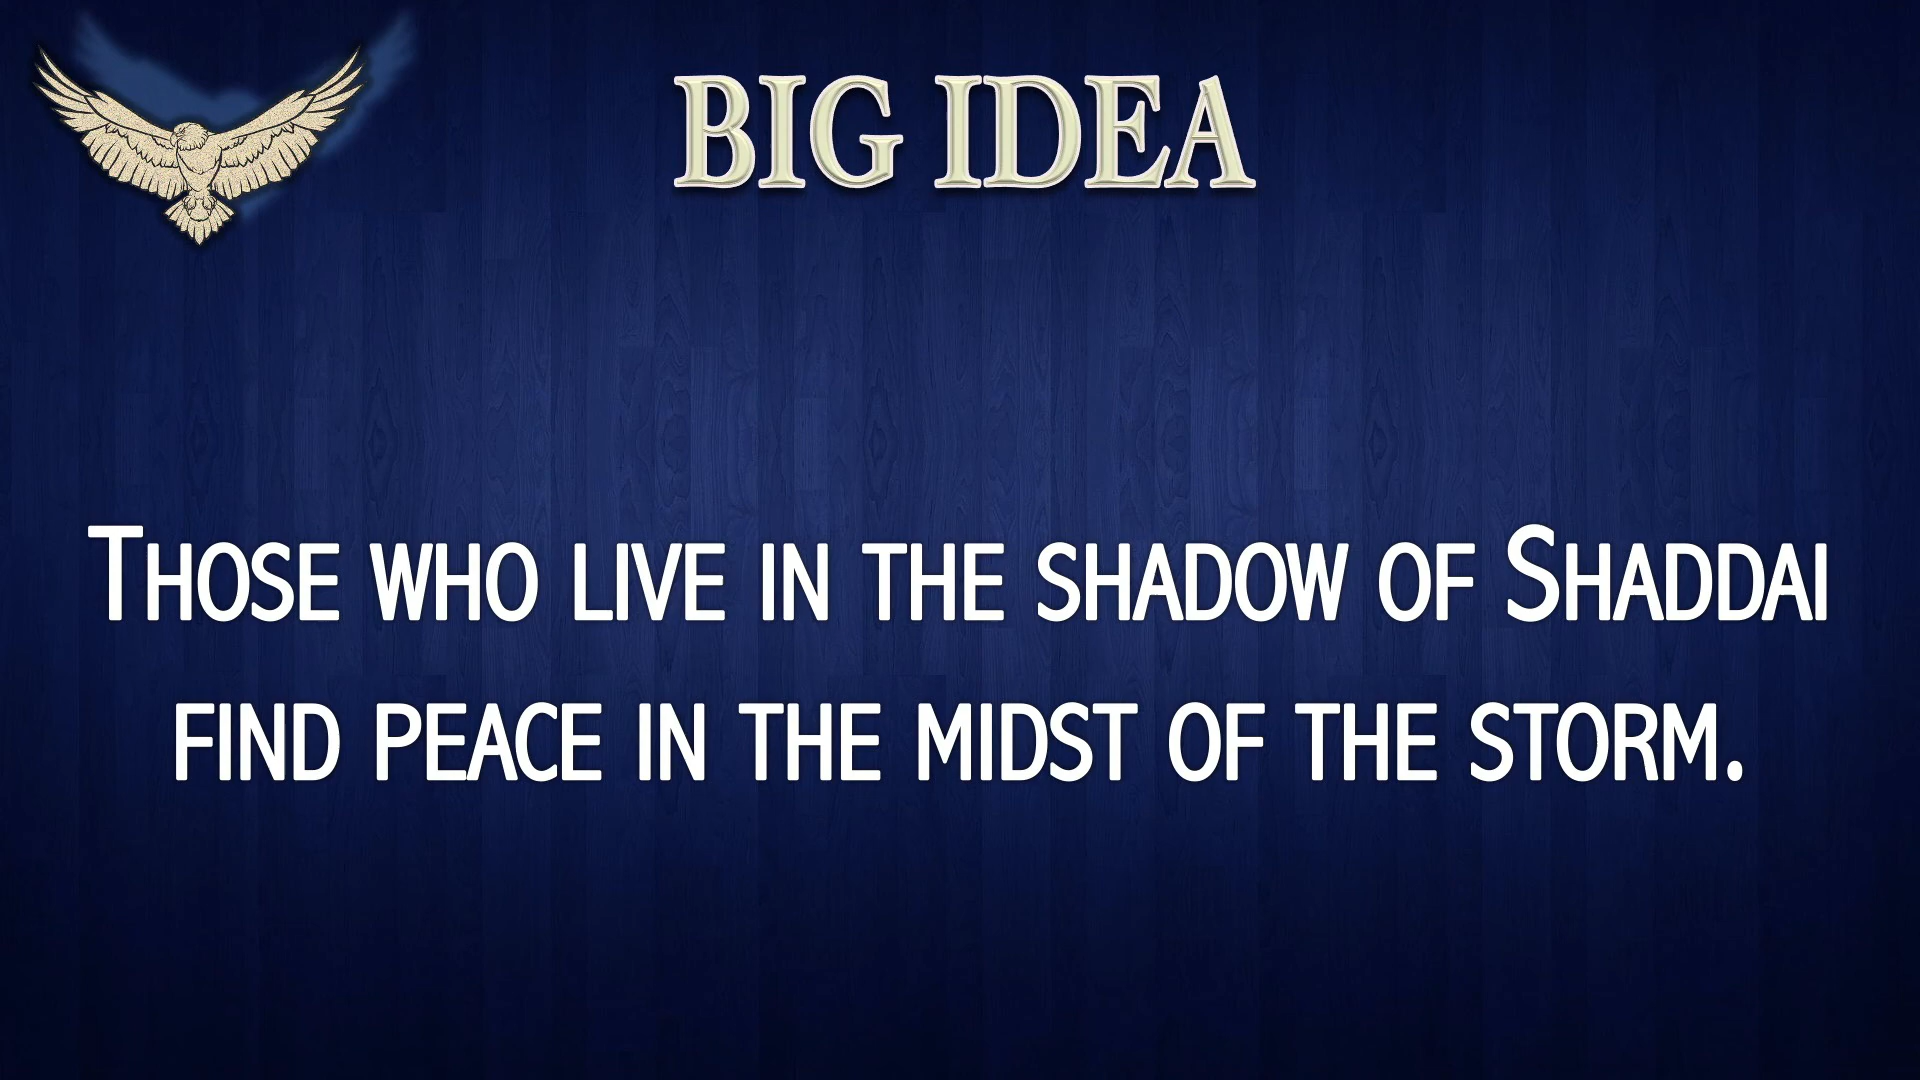 BIG IDEA
Those who live in the shadow of Shaddai
find peace in the midst of the storm.